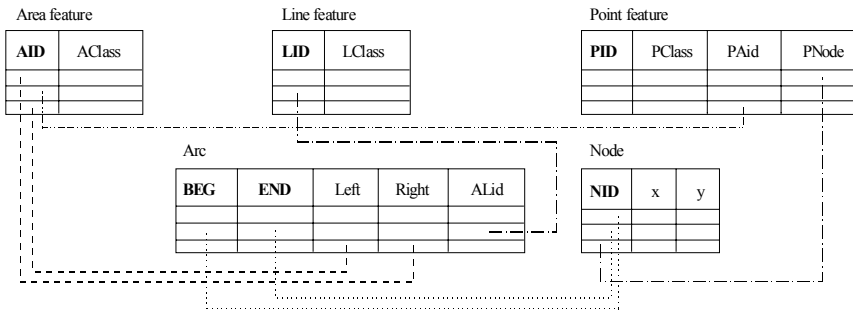 Area feature
Line feature
Point feature
AID AClass
LID LClass
PID PClass PAid PNode
Arc
Node
BEG END Left Right ALid
NID x y